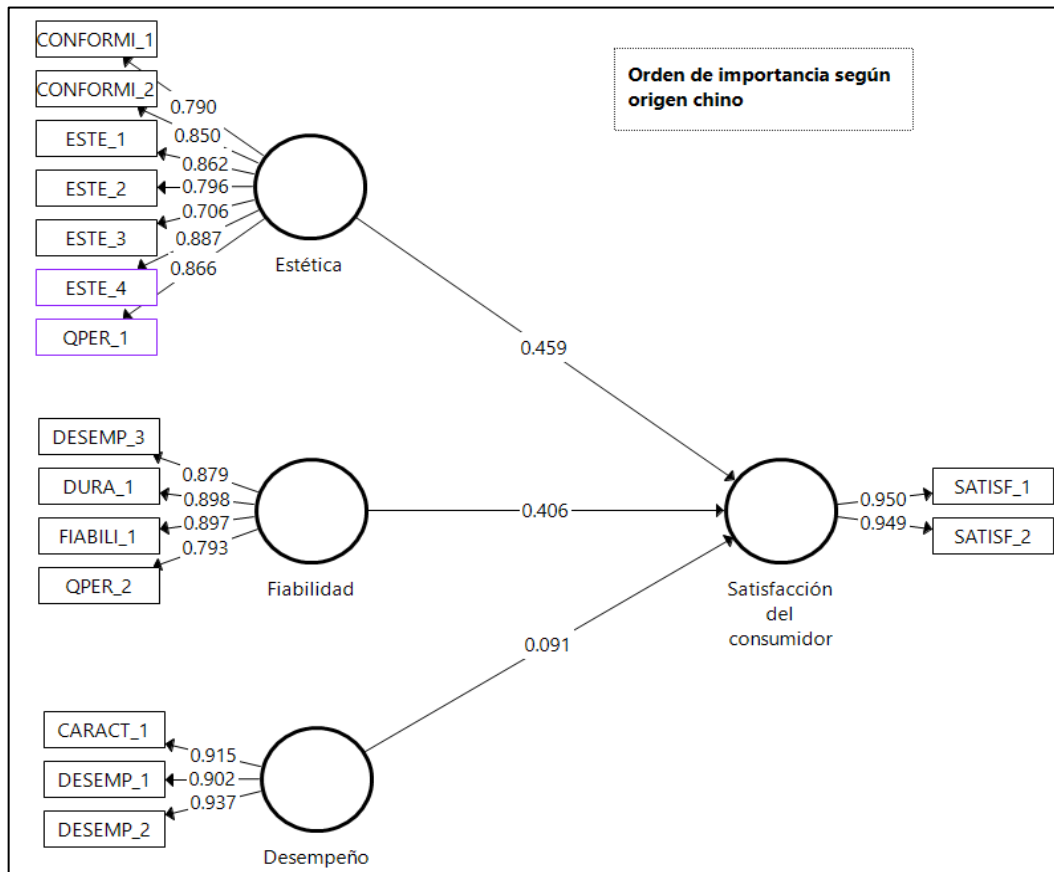 CONFORMI_1
CONFORMI_2
ESTE_1
ESTE_2
ESTE_3
ESTE_4
QPER_1
0.790
0.850
0.862
0.796
0.706
0.887
0.866
Estética
Orden de importancia según
origen chino
0.459
DESEMP_3
DURA_1
FIABILI_1
QPER_2
0.879
0.898
0.897
0.793
Fiabilidad
0.406
Satisfacción
del
consumidor
0.950
0.949
SATISF_1
SATISF_2
0.091
CARACT_1
DESEMP_1
DESEMP_2
0.915
0.902
0.937
Desempeño